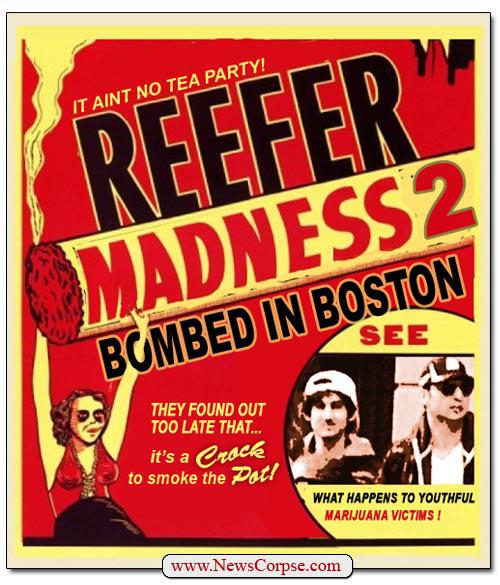 IT AINT NO TEA PARTY!
REEFER
MADNESS 2
BOMBED IN BOSTON
SEE
THEY FOUND OUT
TOO LATE THAT...
it's a Crock
to smoke the Pot!
WHAT HAPPENS TO YOUTHFUL
MARIJUANA VICTIMS !
www.NewsCorpse.com